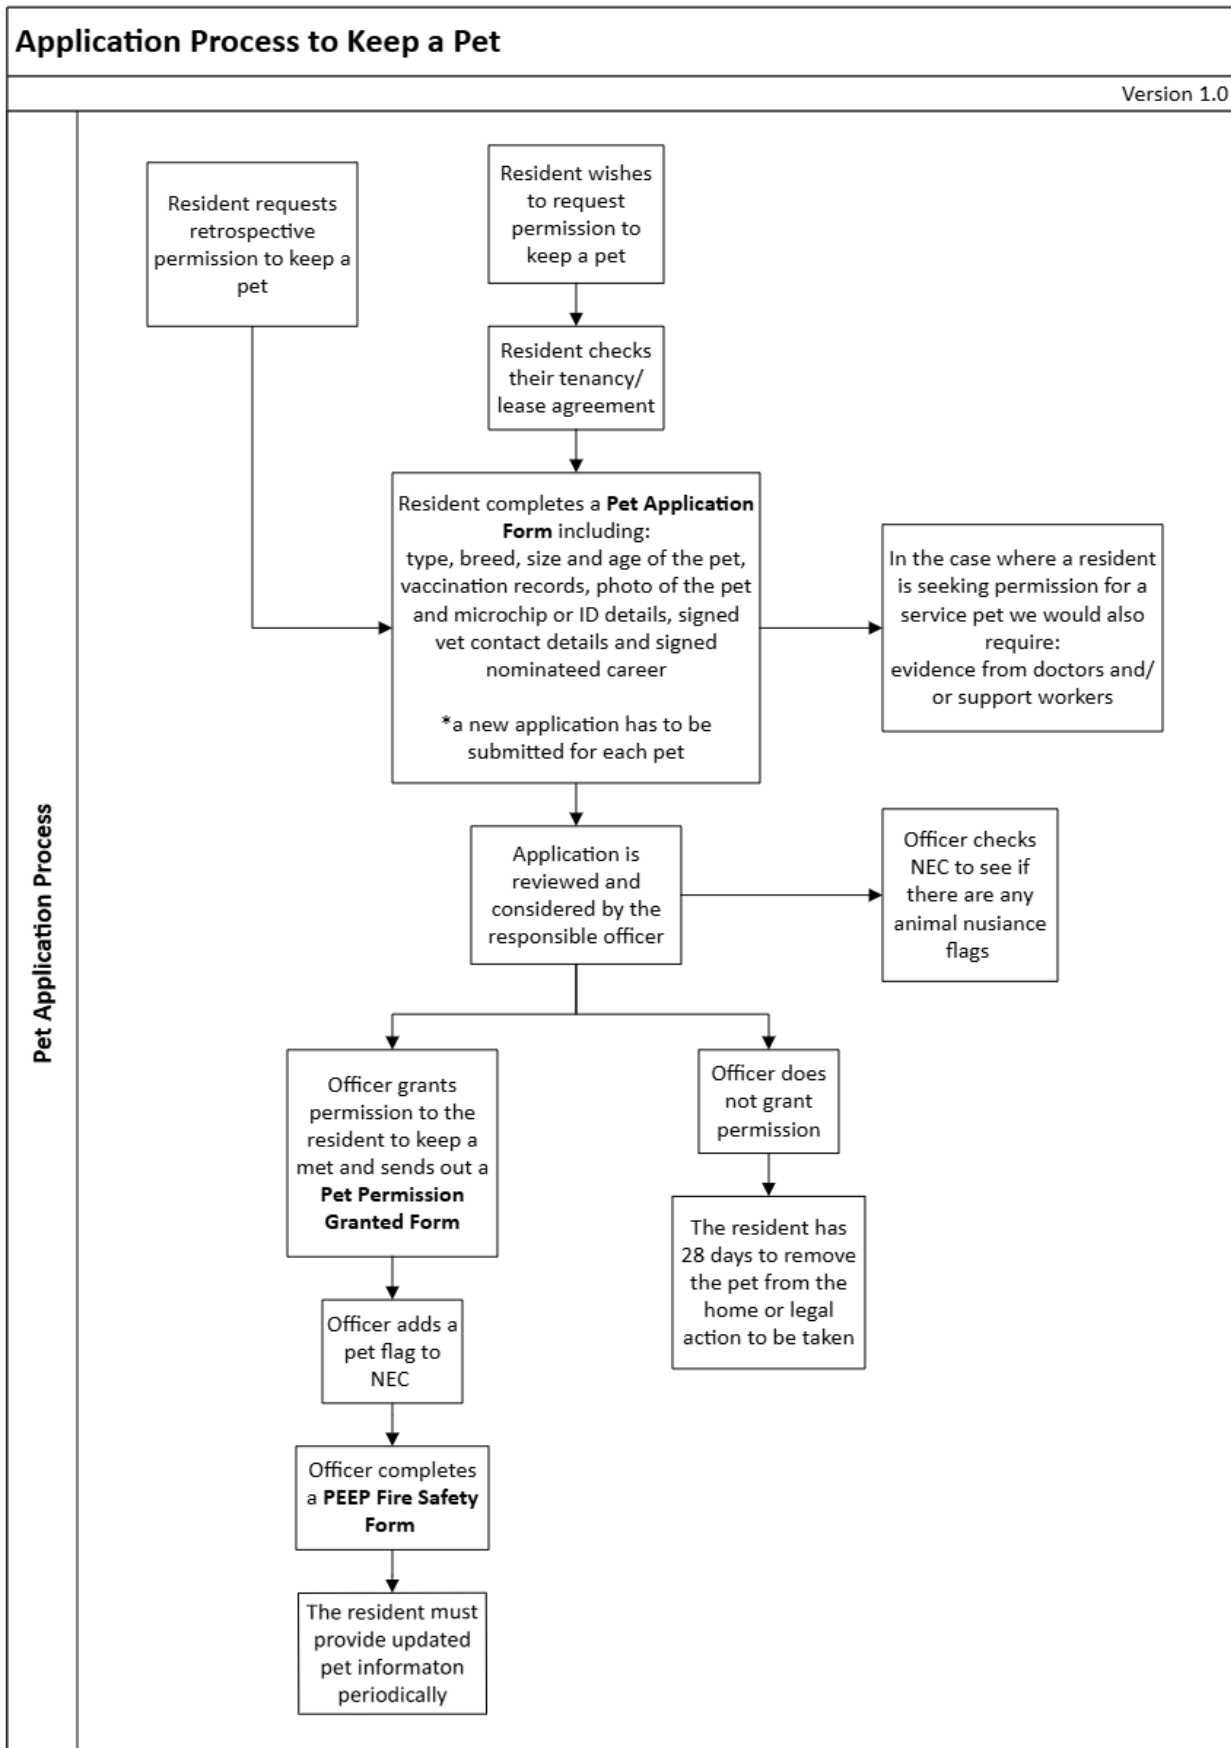 Application Process to Keep a Pet
Version 1.0
Pet Application Process
Resident requests
retrospective
permission to keep a
pet
Resident wishes
to request
permission to
keep a pet
Resident checks
their tenancy/
lease agreement
Resident completes a Pet Application
Form including:
type, breed, size and age of the pet,
vaccination records, photo of the pet
and microchip or ID details, signed
vet contact details and signed
nominateed career
*a new application has to be
submitted for each pet
In the case where a resident
is seeking permission for a
service pet we would also
require:
evidence from doctors and/
or support workers
Application is
reviewed and
considered by the
responsible officer
Officer checks
NEC to see if
there are any
animal nusiance
flags
Officer grants
permission to the
resident to keep a
met and sends out a
Pet Permission
Granted Form
Officer does
not grant
permission
The resident has
28 days to remove
the pet from the
home or legal
action to be taken
Officer adds a
pet flag to
NEC
Officer completes
a PEEP Fire Safety
Form
The resident must
provide updated
pet informaton
periodically